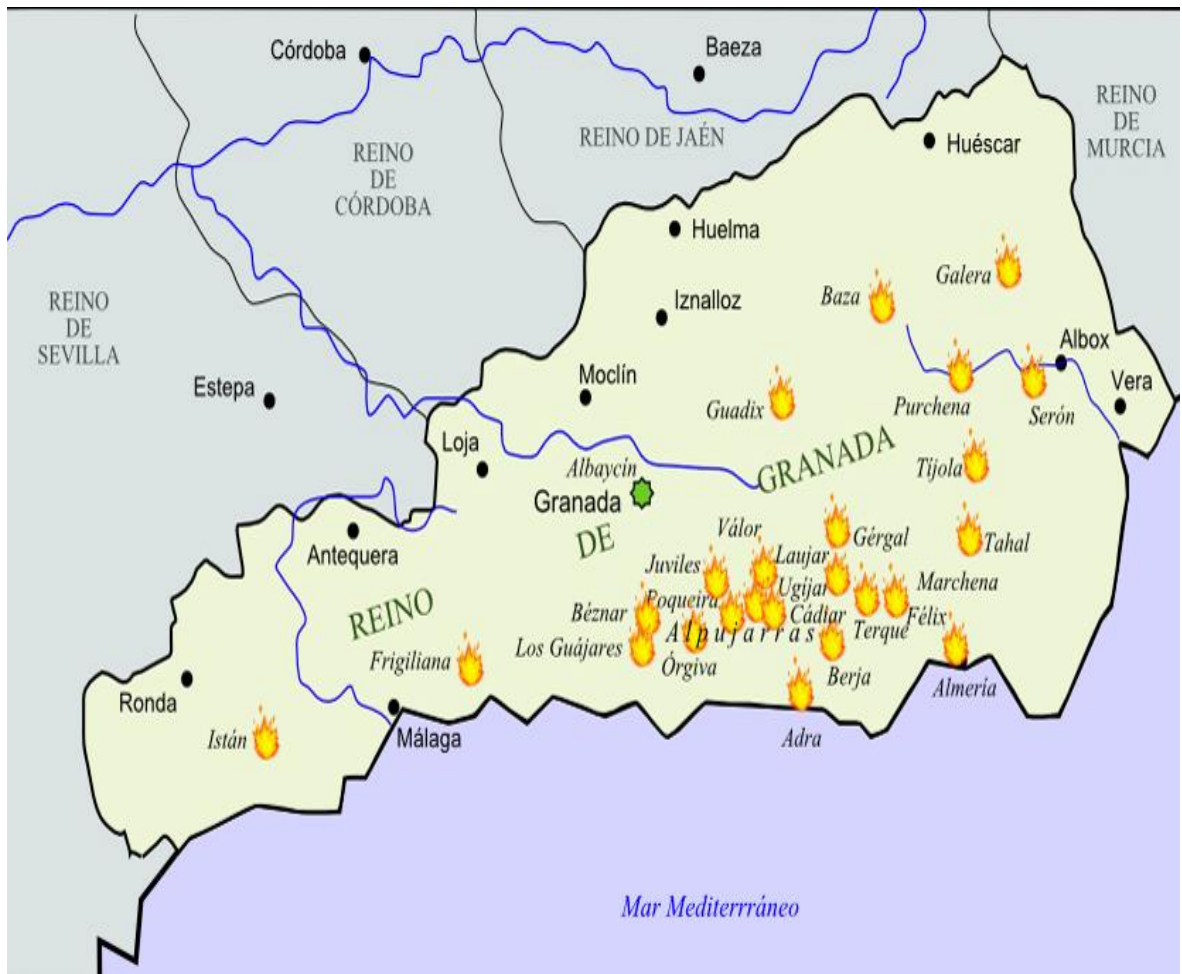 Córdoba
Baeza
REINO
DE
MURCIA
REINO DE JAÉN
REINO
DE
CÓRDOBA
Huéscar
Huelma
REINO
DE
SEVILLA
Galera
Baza
Iznalloz
Albox
Moclín
Vera
Estepa
Guadix
Purchena
Serón
Loja
Albaycín
GRANADA
Tíjola
Granada
Antequera
DE
Válor
Gérgal
Tahal
Juviles
Laujar
Marchena
Ugíjar
Poqueira
REINO
Béznar
Cádiar
Félix
Alpujarras
Terque
Los Guájares
Frigiliana
Órgiva
Berja
Ronda
Almería
Istán
Málaga
Adra
Mar Mediterrráneo